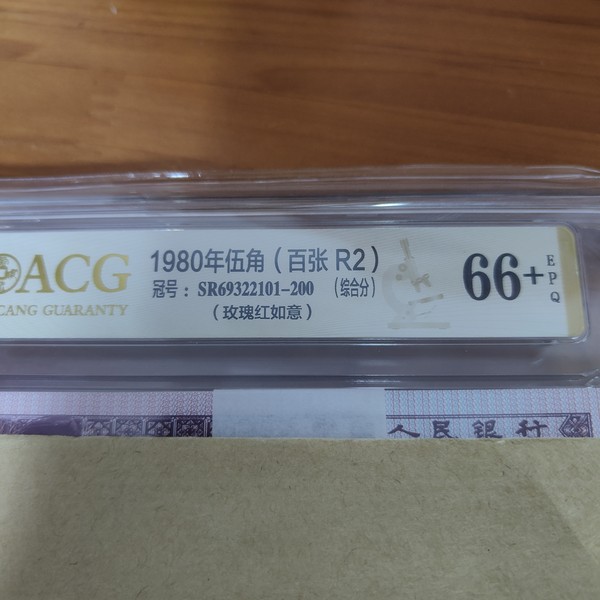 ACG
CANG GUARANTY
1980年伍角（百张 R2）
冠号：SR69322101-200 （综合分）
（玫瑰红如意）
66+
EPQ
人民银行